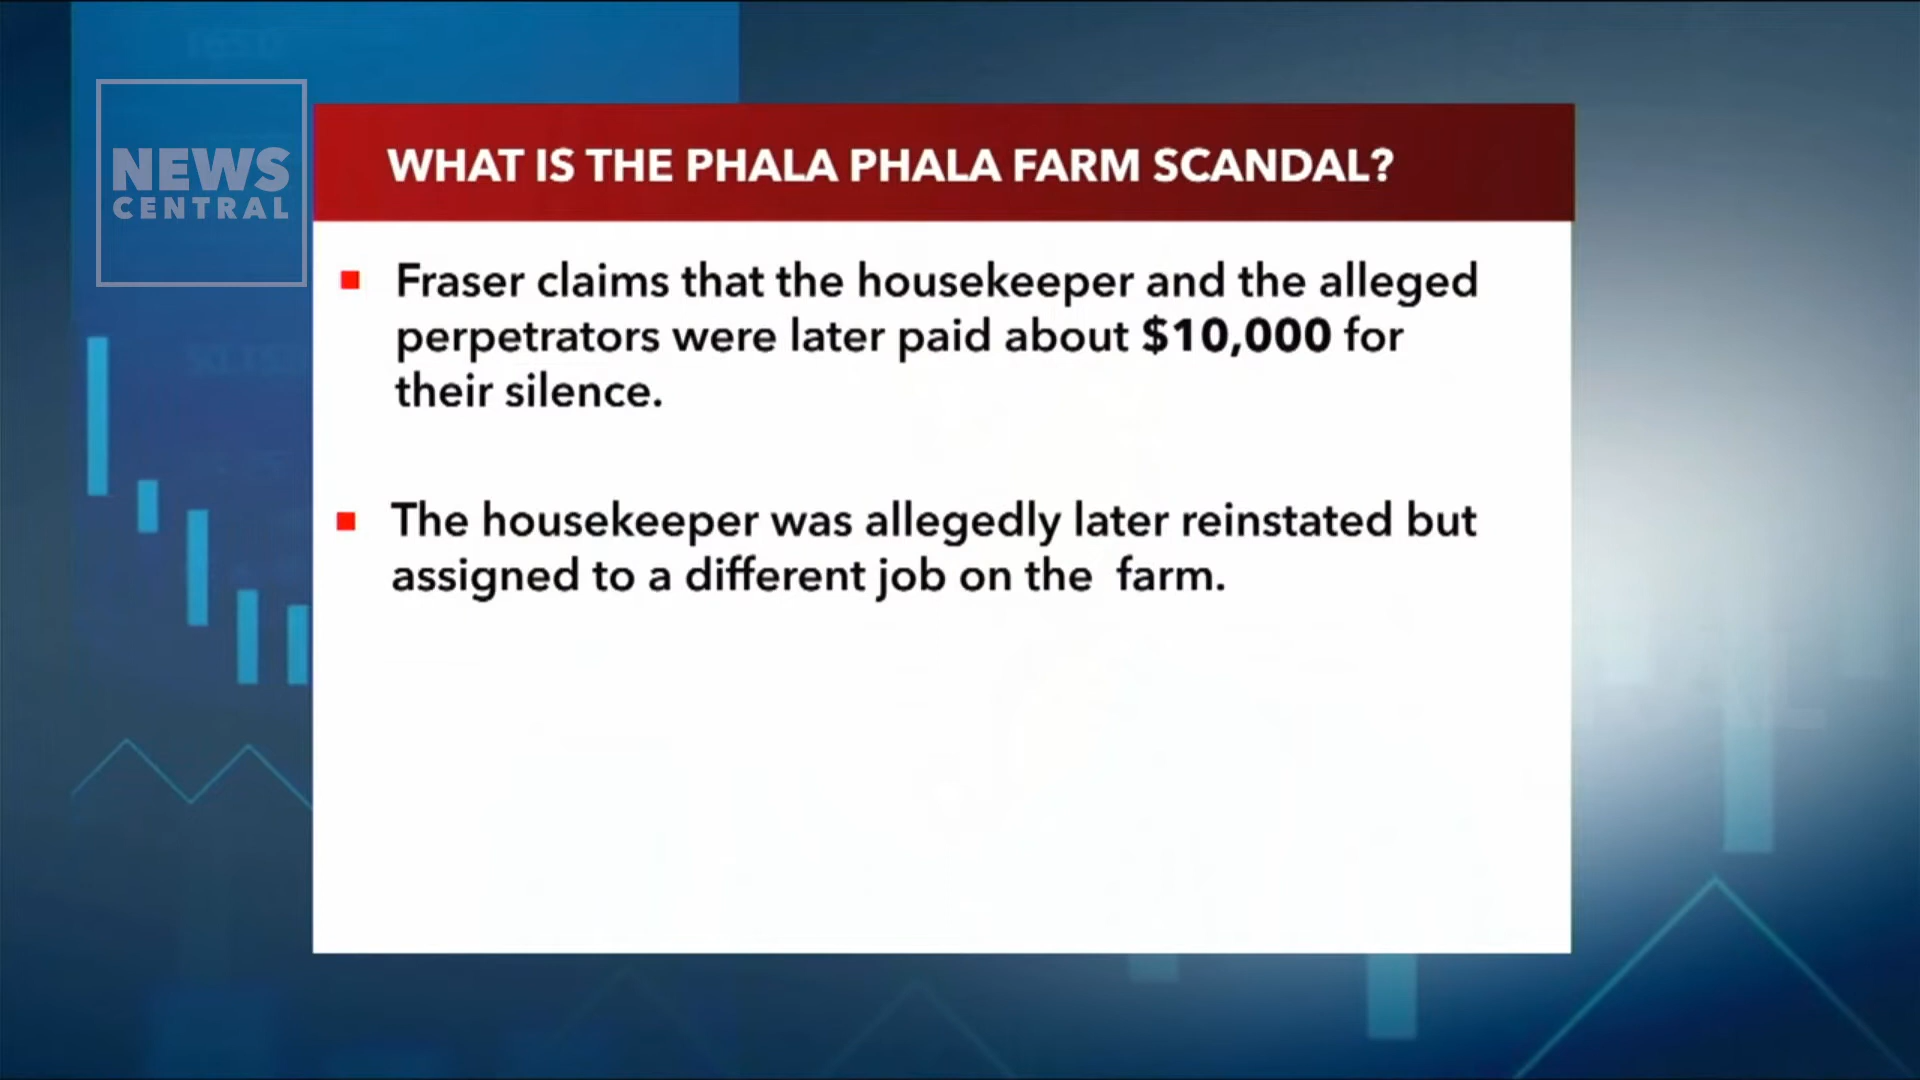 NEWS
CENTRAL
WHAT IS THE PHALA PHALA FARM SCANDAL?
Fraser claims that the housekeeper and the alleged
perpetrators were later paid about $10,000 for
their silence.
The housekeeper was allegedly later reinstated but
assigned to a different job on the farm.